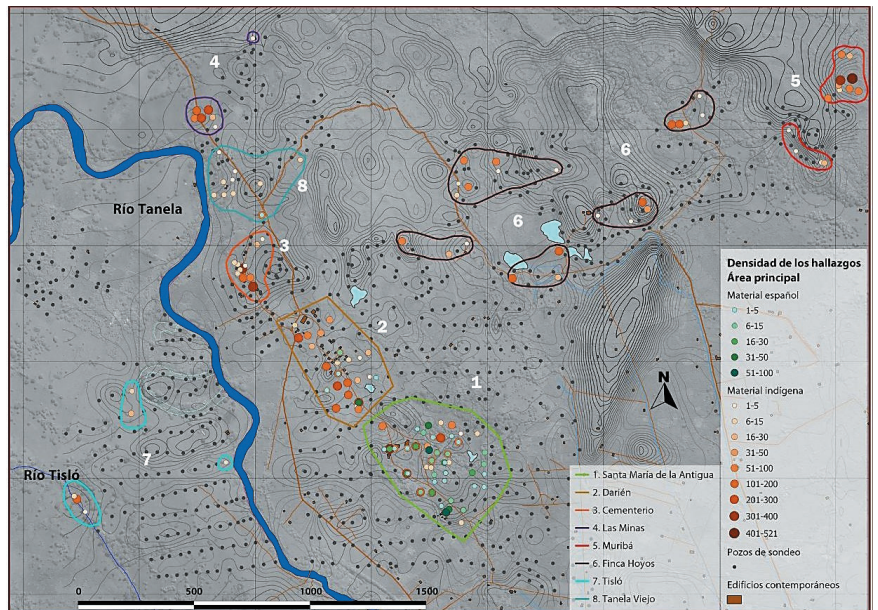 4
5
6
Río Tanela
8
6
3
2
1
7
Río Tisló
N
Densidad de los hallazgos
Área principal
Material español
1-5
6-15
16-30
31-50
51-100
Material indígena
1-5
6-15
16-30
31-50
51-100
101-200
201-300
301-400
401-521
Pozos de sondeo
Edificios contemporáneos
1. Santa María de la Antigua
2. Darién
3. Cementerio
4. Las Minas
5. Muribá
6. Finca Hoyos
7. Tisló
8. Tanela Viejo
0 500 1000 1500